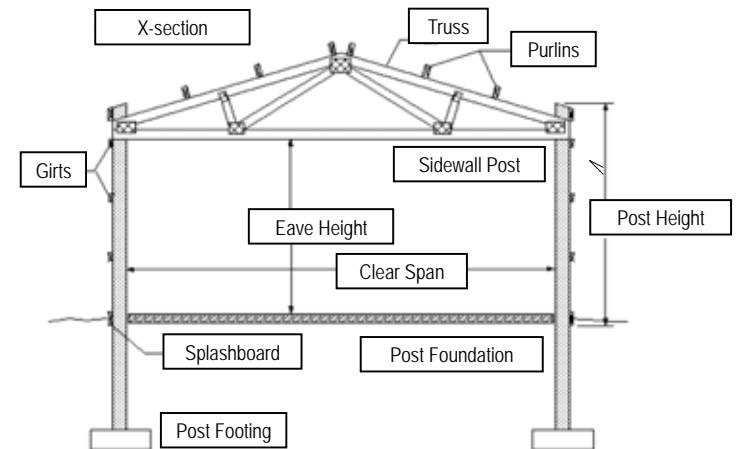 X-section
Truss
Purlins
Girts
Sidewall Post
Post Height
Eave Height
Clear Span
Splashboard
Post Foundation
Post Footing